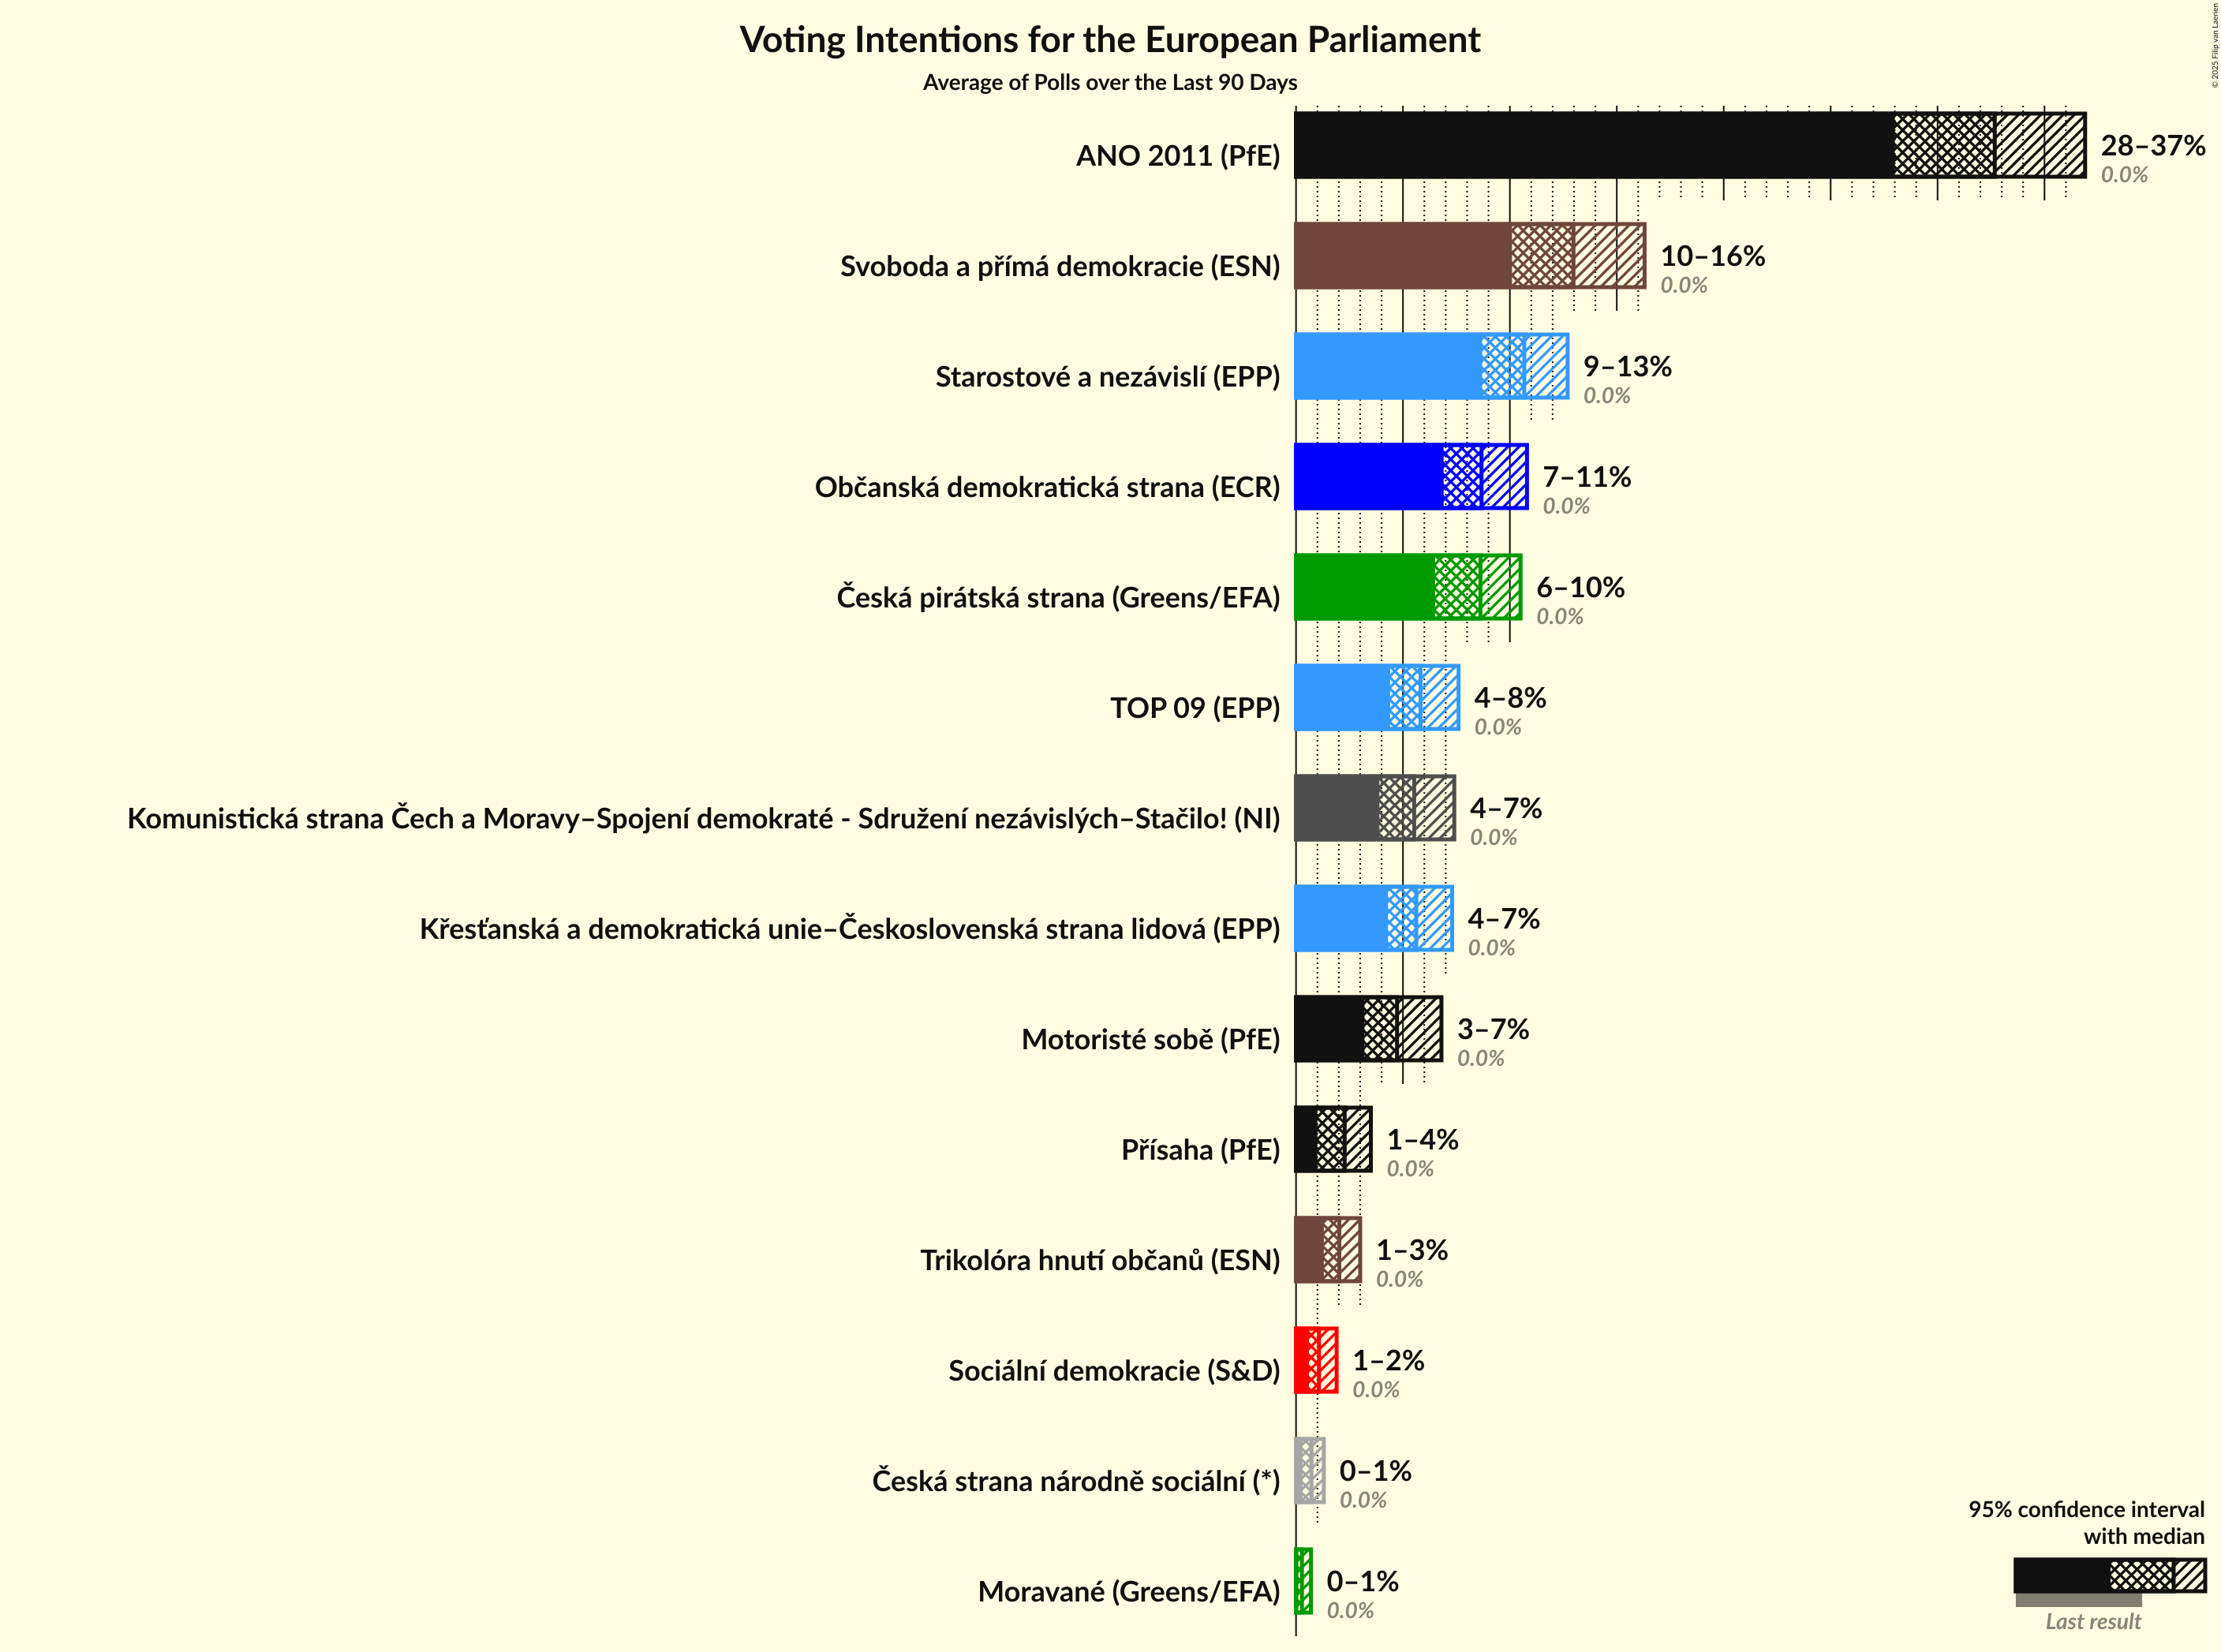 Voting Intentions for the European Parliament
Average of Polls over the Last 90 Days
© 2025 Filip van Laenen
ANO 2011 (PfE)
28–37%
0.0%
Svoboda a přímá demokracie (ESN)
10–16%
0.0%
Starostové a nezávislí (EPP)
9–13%
0.0%
Občanská demokratická strana (ECR)
7–11%
0.0%
Česká pirátská strana (Greens/EFA)
6–10%
0.0%
TOP 09 (EPP)
4–8%
0.0%
Komunistická strana Čech a Moravy–Spojení demokraté - Sdružení nezávislých–Stačilo! (NI)
4–7%
0.0%
Křesťanská a demokratická unie–Československá strana lidová (EPP)
4–7%
0.0%
Motoristé sobě (PfE)
3–7%
0.0%
Přísaha (PfE)
1–4%
0.0%
Trikolóra hnutí občanů (ESN)
1–3%
0.0%
Sociální demokracie (S&D)
1–2%
0.0%
Česká strana národně sociální (*)
0–1%
0.0%
Moravané (Greens/EFA)
0–1%
0.0%
95% confidence interval
with median
Last result